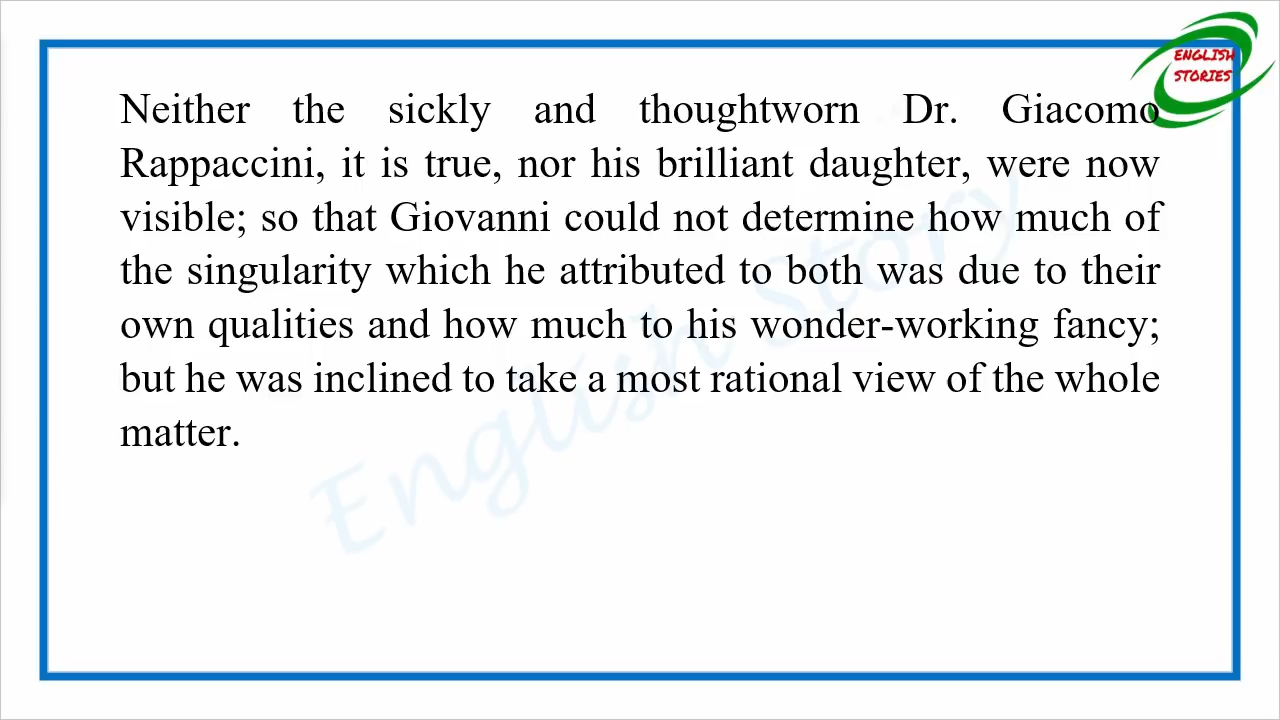 ENGLISH
STORIES
Neither the sickly and thoughtworn Dr. Giacomo
Rappaccini, it is true, nor his brilliant daughter, were now
visible; so that Giovanni could not determine how much of
the singularity which he attributed to both was due to their
own qualities and how much to his wonder-working fancy;
but he was inclined to take a most rational view of the whole
matter.
English Story